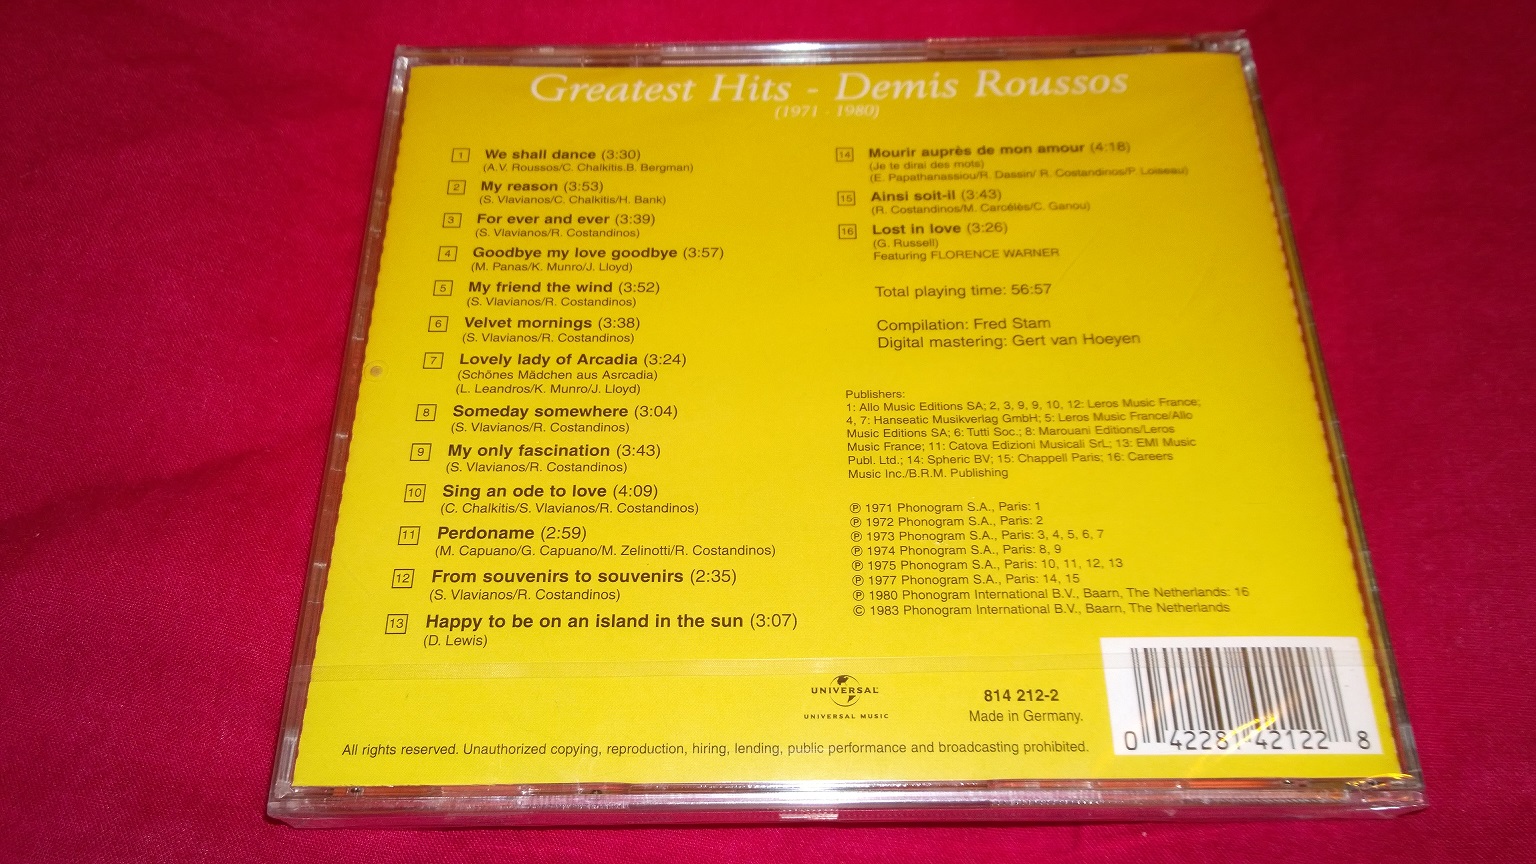 Greatest Hits - Demis Roussos
(1971 - 1980)
1 We shall dance (3:30)
(A.V. Roussos/C. Chalkitis.B. Bergman)
2 My reason (3:53)
(S. Vlavianos/C. Chalkitis/H. Bank)
3 For ever and ever (3:39)
(S. Vlavianos/R. Costandinos)
4 Goodbye my love goodbye (3:57)
(M. Panas/K. Munro/J. Lloyd)
5 My friend the wind (3:52)
(S. Vlavianos/R. Costandinos)
6 Velvet mornings (3:38)
(S. Vlavianos/R. Costandinos)
7 Lovely lady of Arcadia (3:24)
(Schönes Mädchen aus Asrcadia)
(L. Leandros/K. Munro/J. Lloyd)
8 Someday somewhere (3:04)
(S. Vlavianos/R. Costandinos)
9 My only fascination (3:43)
(S. Vlavianos/R. Costandinos)
10 Sing an ode to love (4:09)
(C. Chalkitis/S. Vlavianos/R. Costandinos)
11 Perdoname (2:59)
(M. Capuano/G. Capuano/M. Zelinotti/R. Costandinos)
12 From souvenirs to souvenirs (2:35)
(S. Vlavianos/R. Costandinos)
13 Happy to be on an island in the sun (3:07)
(D. Lewis)
14 Mourir auprès de mon amour (4:18)
(Je te dirai des mots)
(E. Papathanassiou/R. Dassin/ R. Costandinos/P. Loiseau)
15 Ainsi soit-il (3:43)
(R. Costandinos/M. Carcélès/C. Ganou)
16 Lost in love (3:26)
(G. Russell)
Featuring FLORENCE WARNER
Total playing time: 56:57
Compilation: Fred Stam
Digital mastering: Gert van Hoeyen
Publishers:
1: Allo Music Editions SA; 2, 3, 9, 9, 10, 12: Leros Music France;
4, 7: Hanseatic Musikverlag GmbH; 5: Leros Music France/Allo
Music Editions SA; 6: Tutti Soc.; 8: Marouani Editions/Leros
Music France; 11: Catova Edizioni Musicali SrL; 13: EMI Music
Publ. Ltd.; 14: Spheric BV; 15: Chappell Paris; 16: Careers
Music Inc./B.R.M. Publishing
℗ 1971 Phonogram S.A., Paris: 1
℗ 1972 Phonogram S.A., Paris: 2
℗ 1973 Phonogram S.A., Paris: 3, 4, 5, 6, 7
℗ 1974 Phonogram S.A., Paris: 8, 9
℗ 1975 Phonogram S.A., Paris: 10, 11, 12, 13
℗ 1977 Phonogram S.A., Paris: 14, 15
℗ 1980 Phonogram International B.V., Baarn, The Netherlands: 16
© 1983 Phonogram International B.V., Baarn, The Netherlands
UNIVERSAL
UNIVERSAL MUSIC
814 212-2
Made in Germany.
0 42281 42122 8
All rights reserved. Unauthorized copying, reproduction, hiring, lending, public performance and broadcasting prohibited.